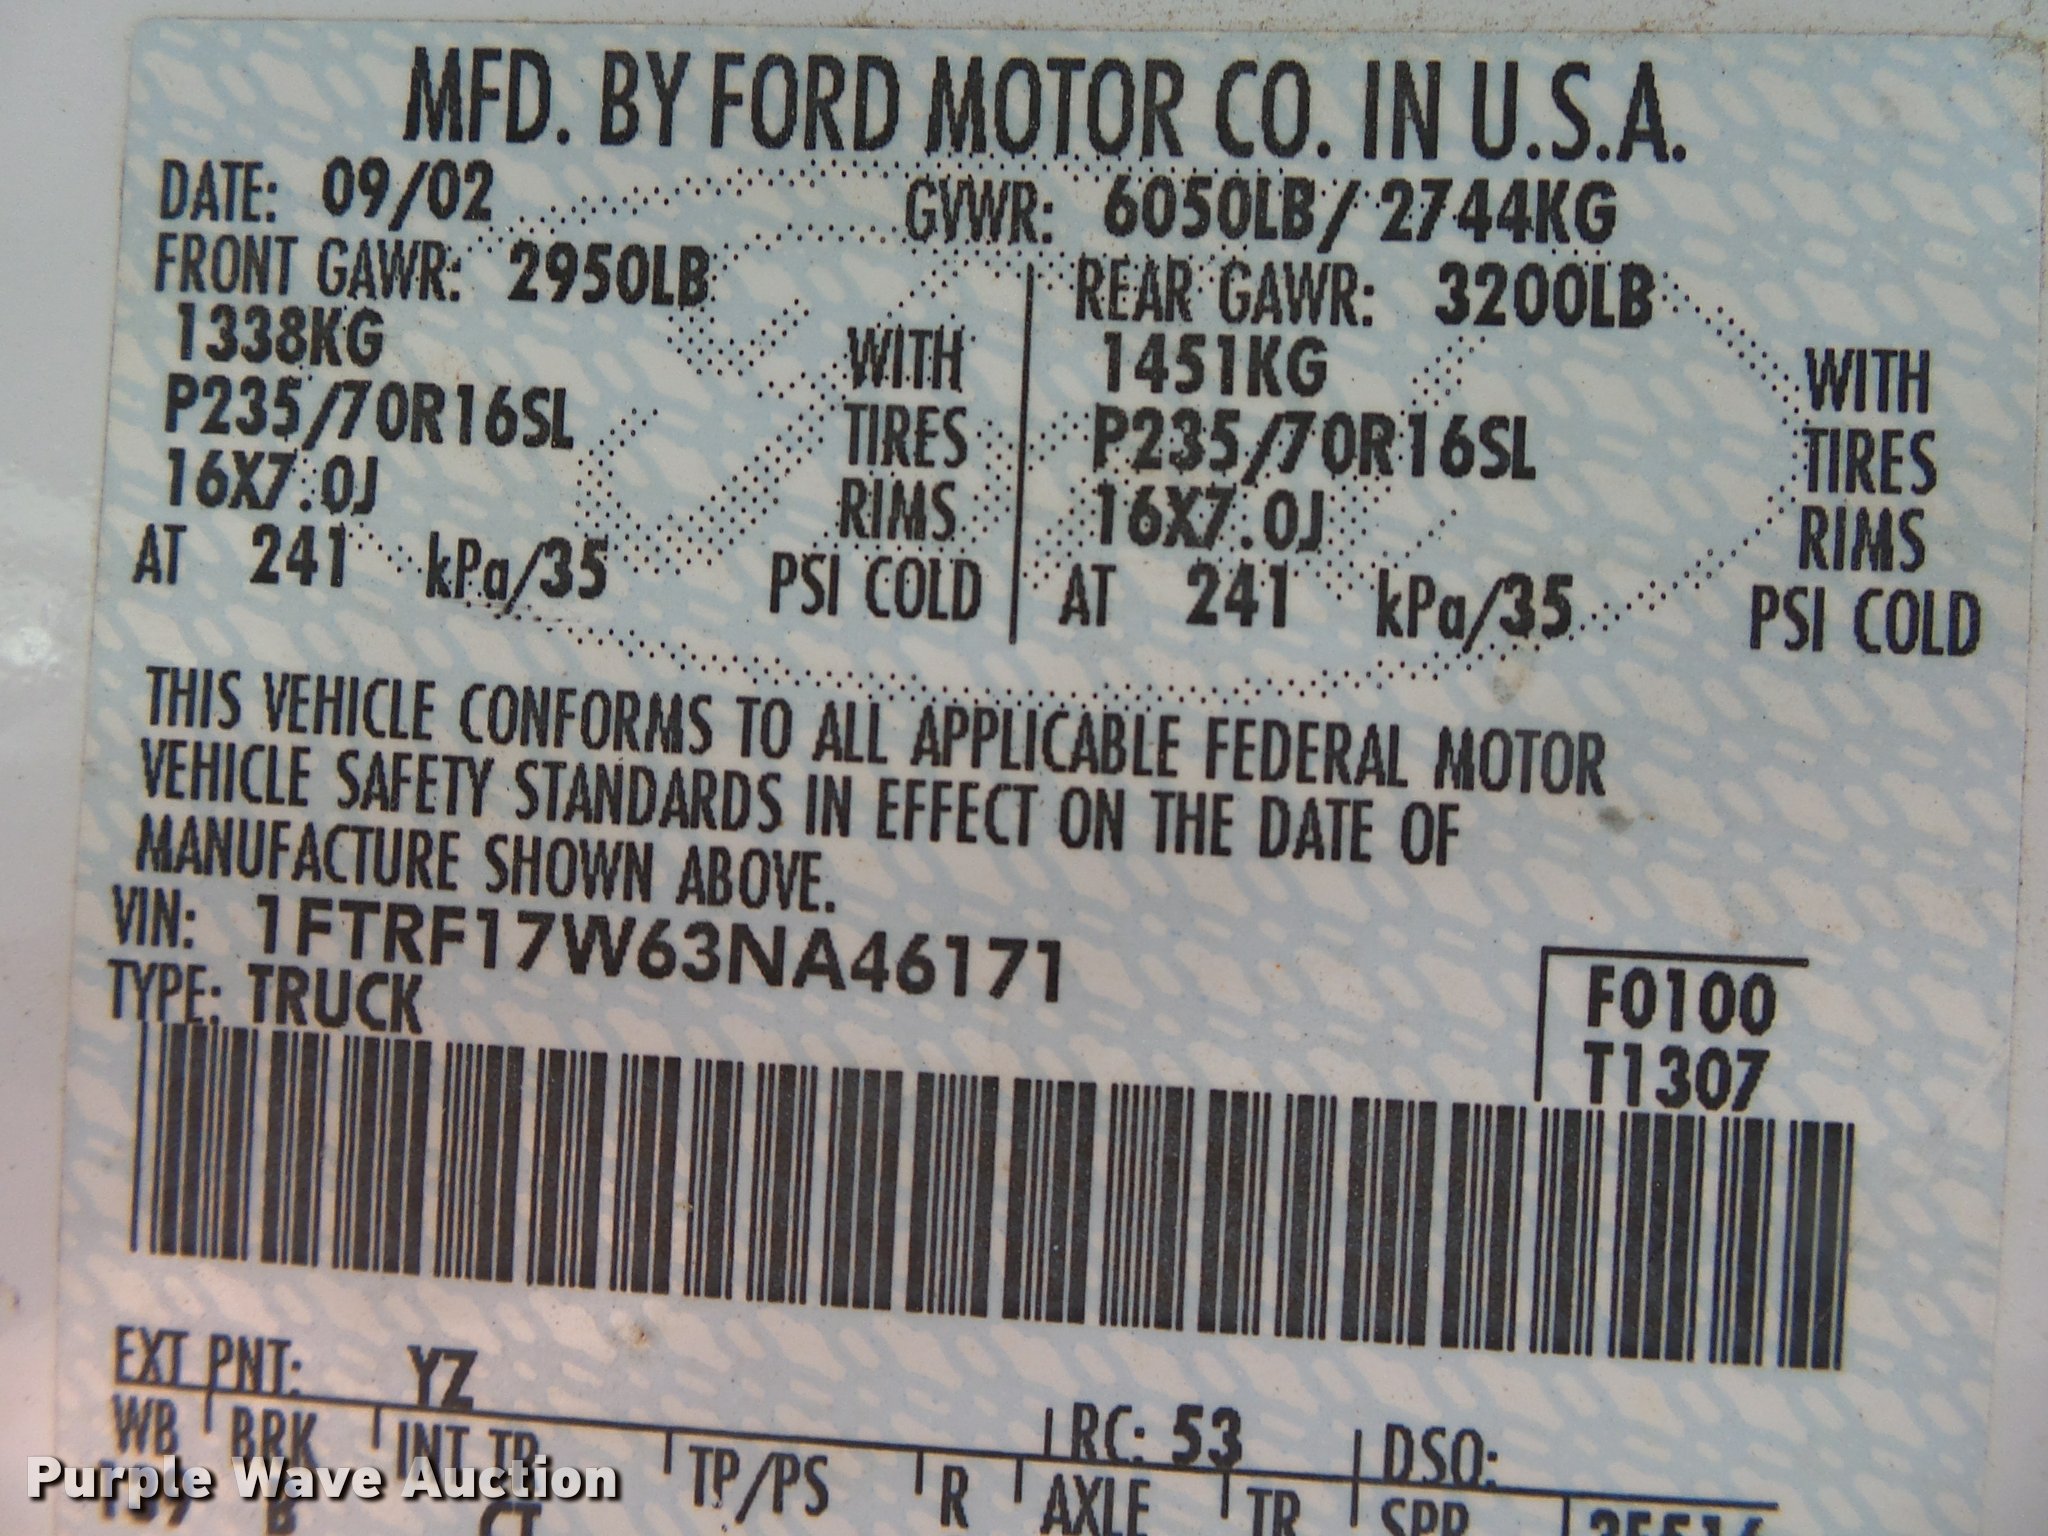 MFD. BY FORD MOTOR CO. IN U.S.A.
DATE: 09/02 GVWR: 6050LB/ 2744KG
FRONT GAWR: 2950LB REAR GAWR: 3200LB
1338KG WITH 1451KG WITH
P235/70R16SL TIRES P235/70R16SL TIRES
16X7.0J RIMS 16X7.0J RIMS
AT 241 kPa/35 PSI COLD AT 241 kPa/35 PSI COLD
THIS VEHICLE CONFORMS TO ALL APPLICABLE FEDERAL MOTOR
VEHICLE SAFETY STANDARDS IN EFFECT ON THE DATE OF
MANUFACTURE SHOWN ABOVE.
VIN: 1FTRF17W63NA46171
TYPE: TRUCK
F0100
T1307
EXT PNT: YZ
RC: 53 DSO:
WB BRK INT TR TP/PS R AXLE TR SPR
B CT
Purple Wave Auction